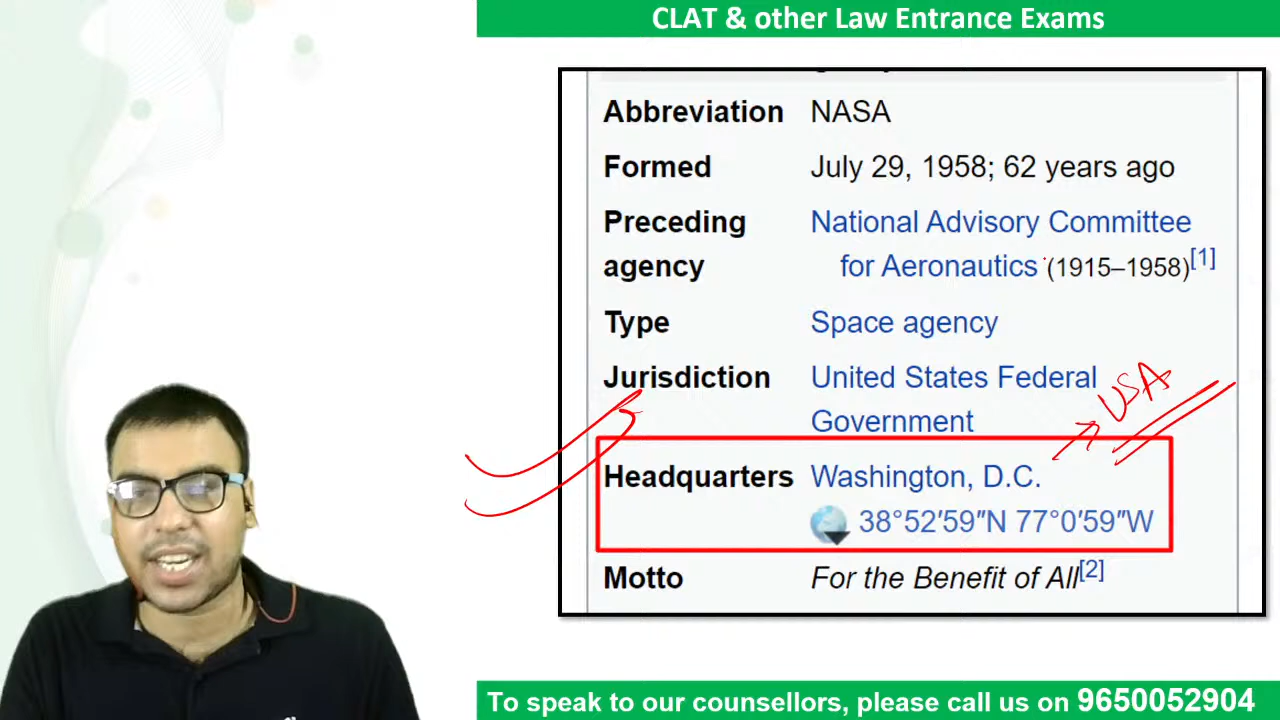 CLAT & other Law Entrance Exams
Abbreviation NASA
Formed July 29, 1958; 62 years ago
Preceding National Advisory Committee
agency for Aeronautics (1915–1958)[1]
Type Space agency
Jurisdiction United States Federal
Government
USA
Headquarters Washington, D.C.
38°52′59″N 77°0′59″W
Motto For the Benefit of All[2]
To speak to our counsellors, please call us on 9650052904